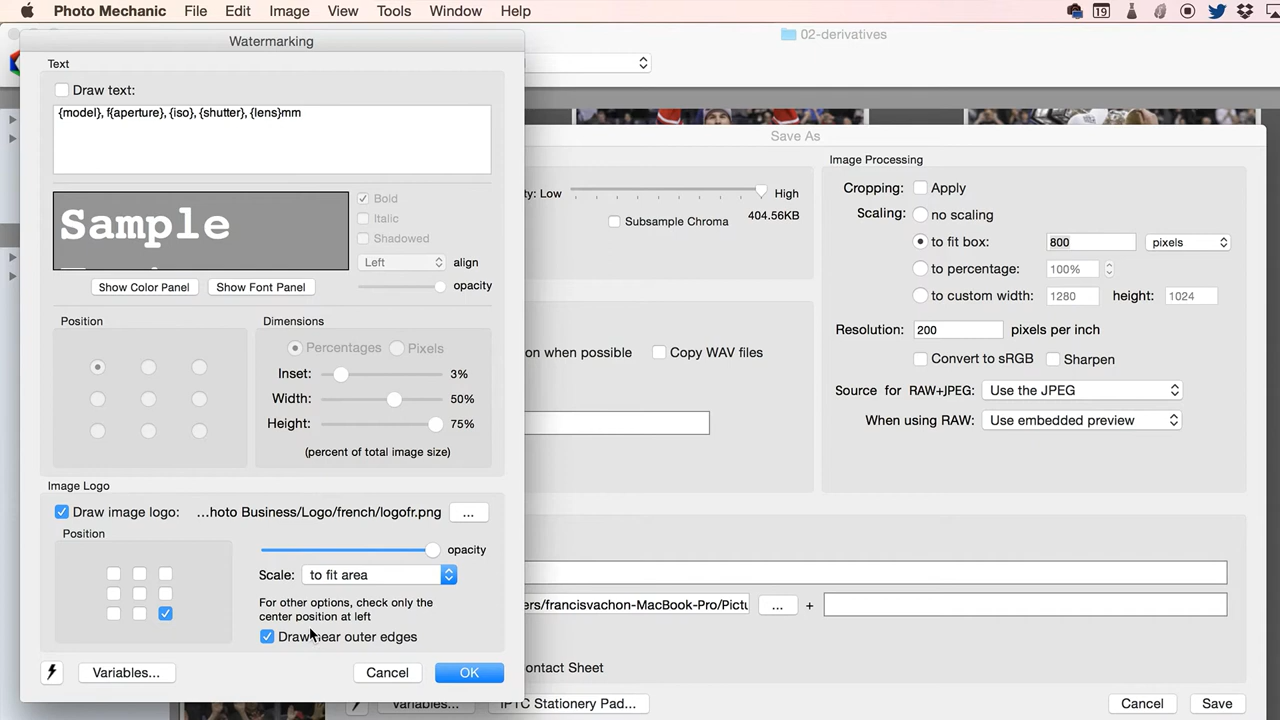 Photo Mechanic File Edit Image View Tools Window Help
19
Watermarking
02-derivatives
Text
Draw text:
{model}, f{aperture}, {iso}, {shutter}, {lens}mm
Sample
Bold
Italic
Shadowed
Left align
opacity
Show Color Panel Show Font Panel
Position
Dimensions
Percentages Pixels
Inset: 3%
Width: 50%
Height: 75%
(percent of total image size)
Image Logo
Draw image logo: ...hoto Business/Logo/french/logofr.png ...
Position
opacity
Scale: to fit area
For other options, check only the
center position at left
Draw near outer edges
Variables... Cancel OK
Save As
Low High
Subsample Chroma 404.56KB
on when possible Copy WAV files
Image Processing
Cropping: Apply
Scaling: no scaling
to fit box: 800 pixels
to percentage: 100%
to custom width: 1280 height: 1024
Resolution: 200 pixels per inch
Convert to sRGB Sharpen
Source for RAW+JPEG: Use the JPEG
When using RAW: Use embedded preview
ers/francisvachon-MacBook-Pro/Pictu ... +
ontact Sheet
Variables... IPTC Stationery Pad... Cancel Save